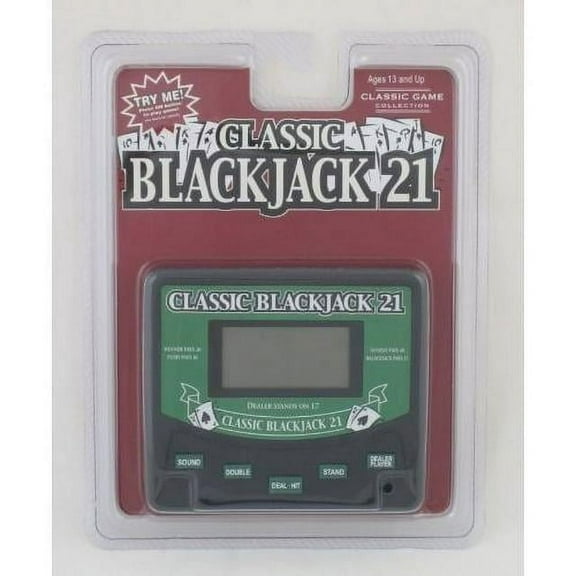 TRY ME!
Ages 13 and Up
CLASSIC GAME
COLLECTION
CLASSIC
BLACKJACK 21
CLASSIC BLACKJACK 21
DEALER STANDS ON 17
CLASSIC BLACKJACK 21
SOUND
DOUBLE
DEAL-HIT
STAND
DEALER
PLAYER